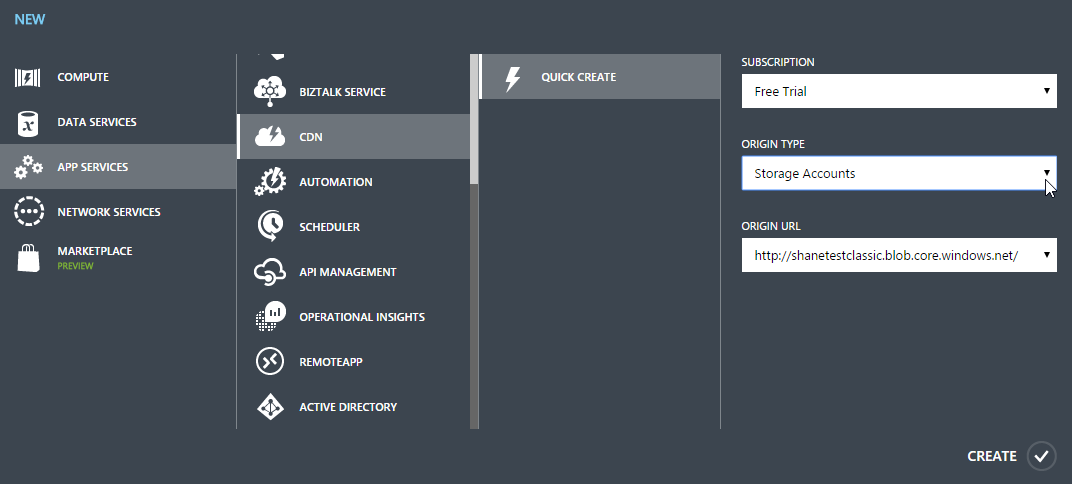 NEW
COMPUTE
DATA SERVICES
APP SERVICES
NETWORK SERVICES
MARKETPLACE
PREVIEW
BIZTALK SERVICE
CDN
AUTOMATION
SCHEDULER
API MANAGEMENT
OPERATIONAL INSIGHTS
REMOTEAPP
ACTIVE DIRECTORY
QUICK CREATE
SUBSCRIPTION
Free Trial
ORIGIN TYPE
Storage Accounts
ORIGIN URL
http://shanetestclassic.blob.core.windows.net/
CREATE